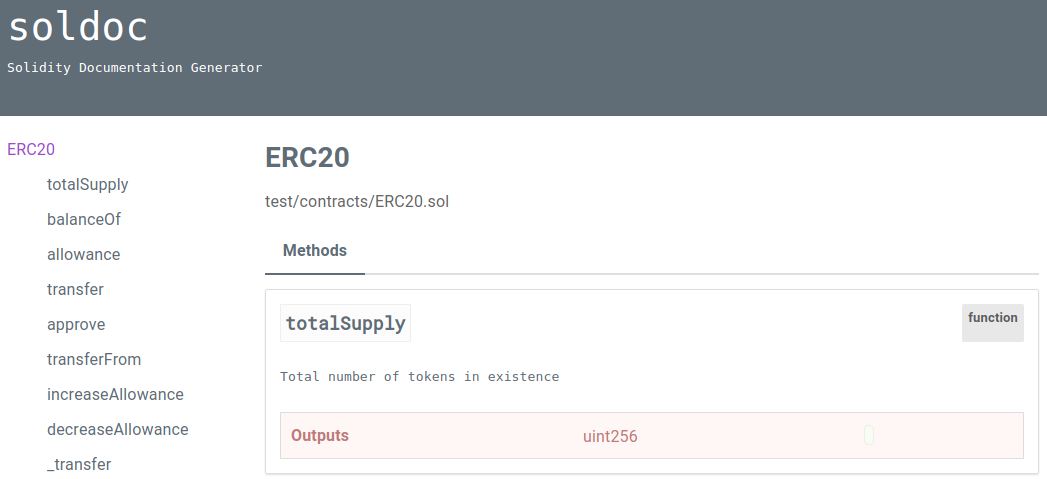 soldoc
Solidity Documentation Generator
ERC20
totalSupply
balanceOf
allowance
transfer
approve
transferFrom
increaseAllowance
decreaseAllowance
_transfer
ERC20
test/contracts/ERC20.sol
Methods
totalSupply function
Total number of tokens in existence
Outputs uint256